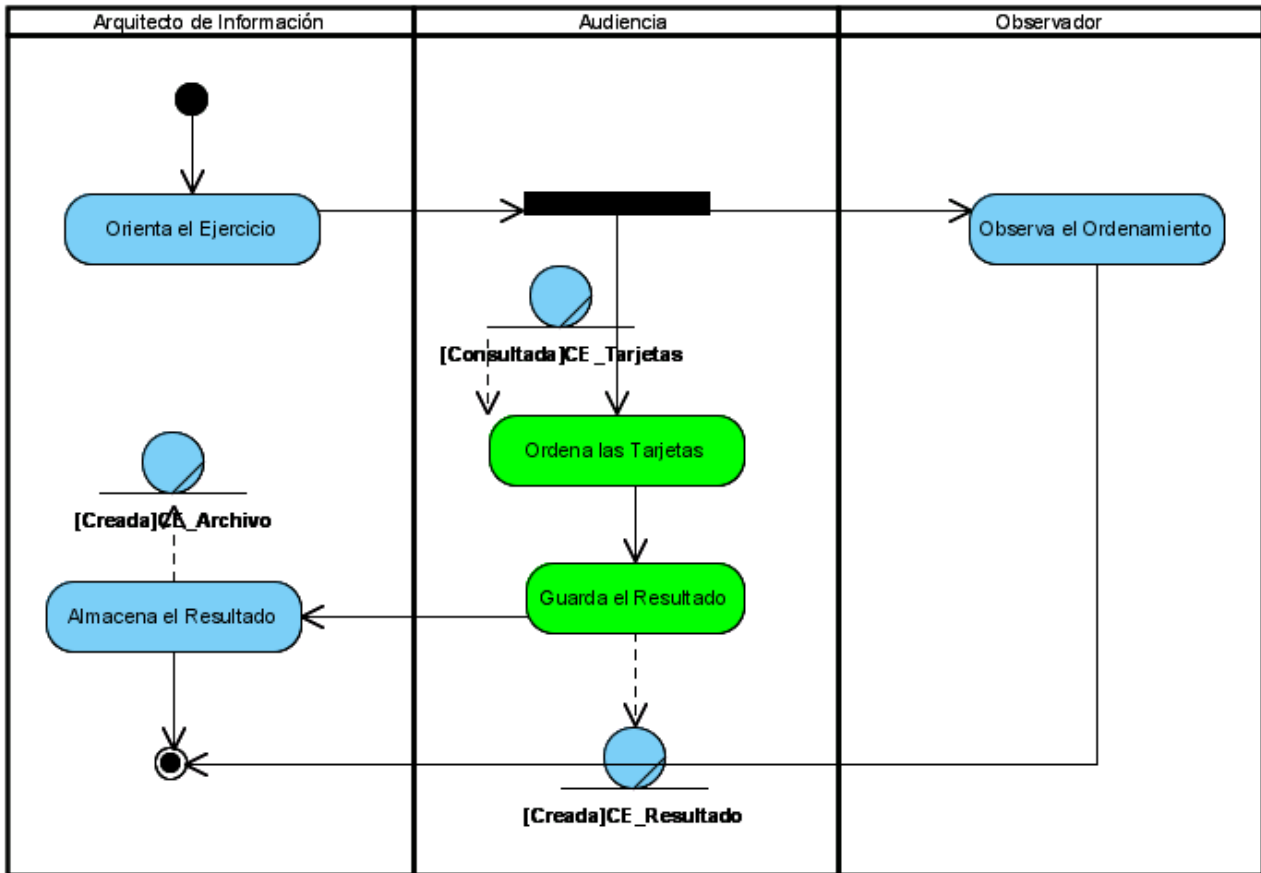 Arquitecto de Información
Audiencia
Observador
Orienta el Ejercicio
Observa el Ordenamiento
[Consultada]CE_Tarjetas
Ordena las Tarjetas
[Creada]CE_Archivo
Guarda el Resultado
Almacena el Resultado
[Creada]CE_Resultado